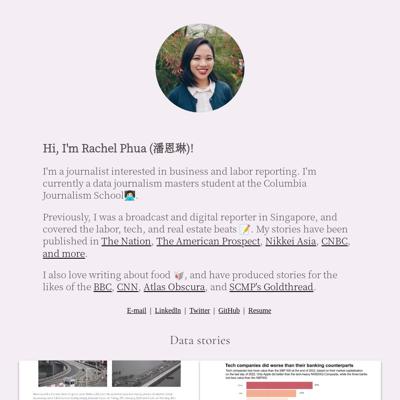 Hi, I'm Rachel Phua (潘恩琳)!
I'm a journalist interested in business and labor reporting. I'm
currently a data journalism masters student at the Columbia
Journalism School👩🏻‍💻.
Previously, I was a broadcast and digital reporter in Singapore, and
covered the labor, tech, and real estate beats 📝. My stories have been
published in The Nation, The American Prospect, Nikkei Asia, CNBC,
and more.
I also love writing about food 🥡, and have produced stories for the
likes of the BBC, CNN, Atlas Obscura, and SCMP's Goldthread.
E-mail | LinkedIn | Twitter | GitHub | Resume
Data stories
Tech companies did worse than their banking counterparts